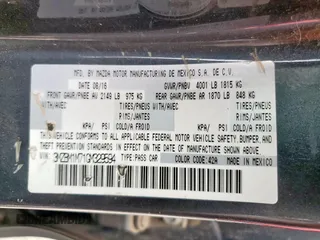 MFD. BY MAZDA MOTOR MANUFACTURING DE MEXICO S.A. DE C.V.
DATE 08/16 GVWR/PNBV 4001 LB 1815 KG
FRONT GAWR/PNBE AV 2149 LB 975 KG REAR GAWR/PNBE AR 1870 LB 848 KG
WITH/AVEC TIRES/PNEUS WITH/AVEC TIRES/PNEUS
RIMS/JANTES RIMS/JANTES
KPA/ PSI COLD/A FROID KPA/ PSI COLD/A FROID
THIS VEHICLE CONFORMS TO ALL APPLICABLE FEDERAL MOTOR VEHICLE SAFETY, BUMPER, AND
THEFT PREVENTION STANDARDS IN EFFECT ON THE DATE OF MANUFACTURE SHOWN ABOVE.
TYPE:PASS CAR COLOR:42A MADE IN MEXICO